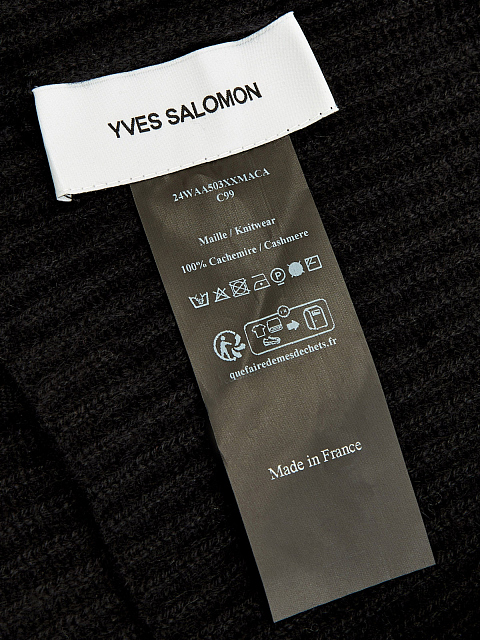 YVES SALOMON
24WAA503XXMACA
C99
Maille / Knitwear
100% Cachemire / Cashmere
P
quefairedemesdechets.fr
Made in France